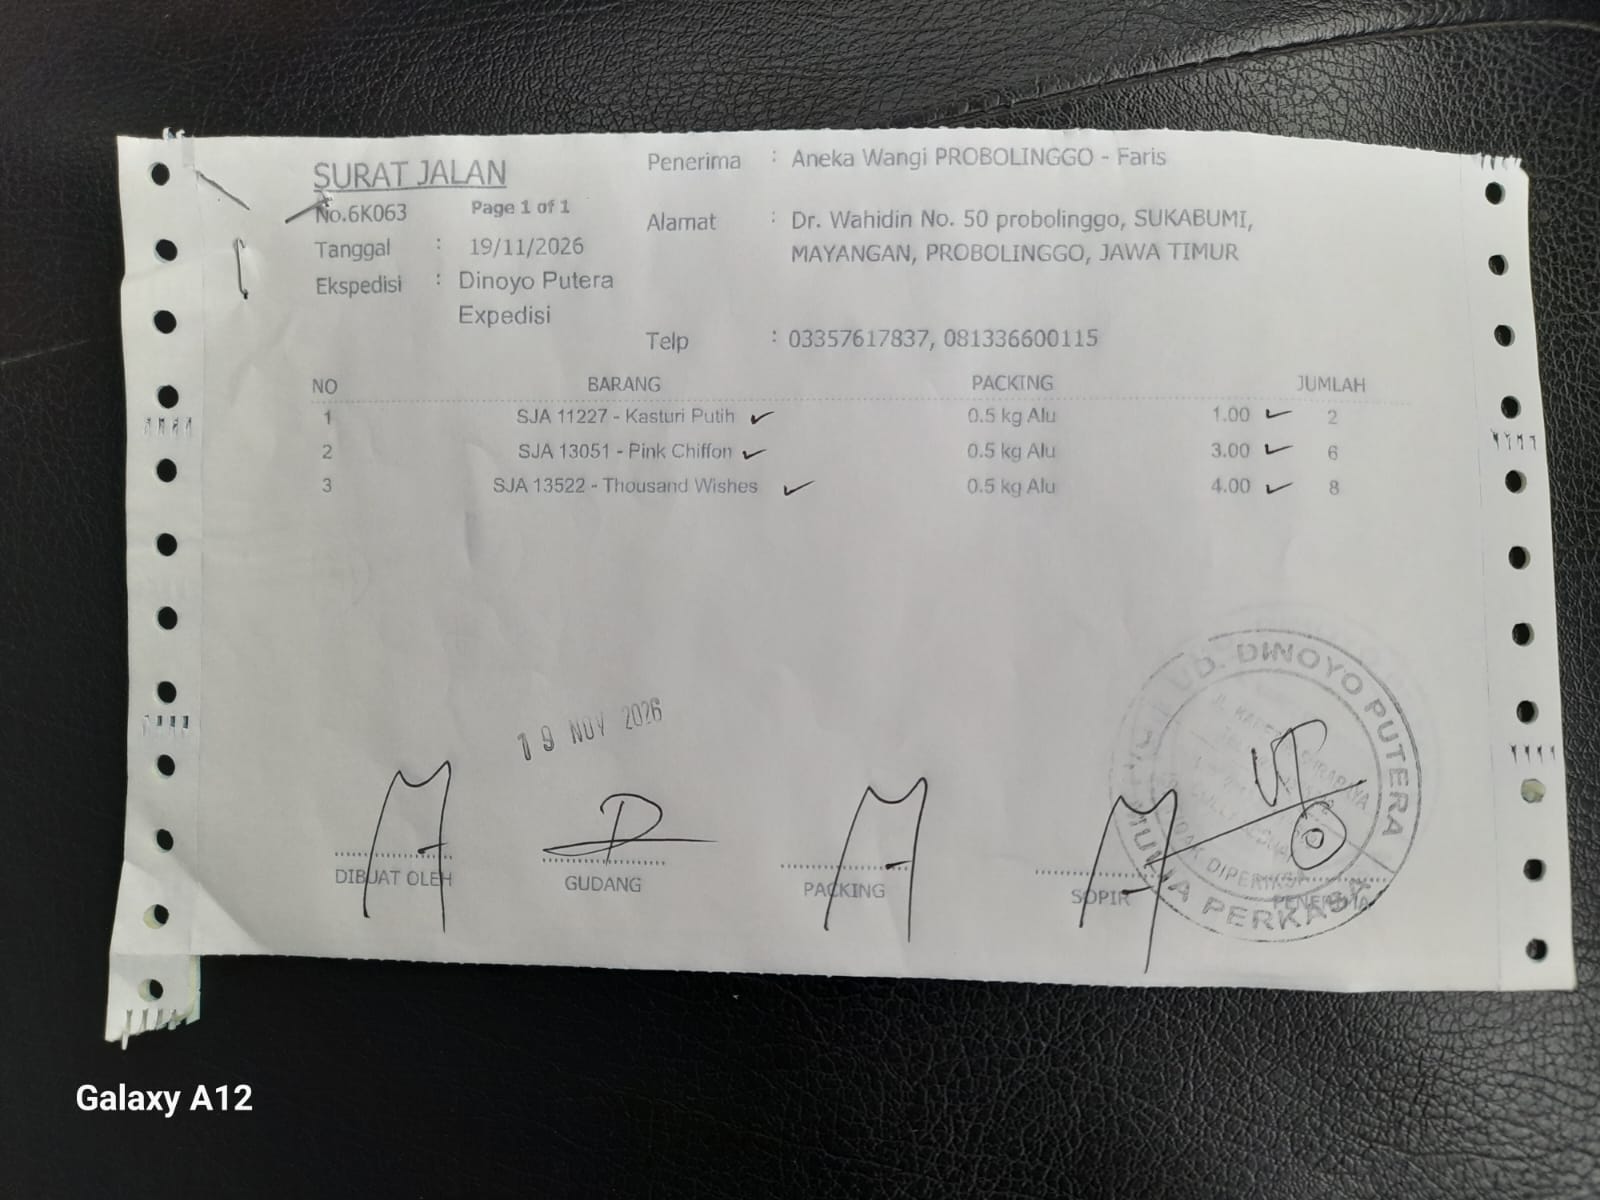 SURAT JALAN
No.6K063 Page 1 of 1
Tanggal : 19/11/2026
Ekspedisi : Dinoyo Putera
Expedisi
Penerima : Aneka Wangi PROBOLINGGO - Faris
Alamat : Dr. Wahidin No. 50 probolinggo, SUKABUMI,
MAYANGAN, PROBOLINGGO, JAWA TIMUR
Telp : 03357617837, 081336600115
NO BARANG PACKING JUMLAH
1 SJA 11227 - Kasturi Putih 0.5 kg Alu 1.00 2
2 SJA 13051 - Pink Chiffon 0.5 kg Alu 3.00 6
3 SJA 13522 - Thousand Wishes 0.5 kg Alu 4.00 8
19 NOV 2026
UD. DINOYO PUTERA
MULIA PERKASA
DIPERIKSA
DIBUAT OLEH GUDANG PACKING SOPIR PENERIMA
Galaxy A12